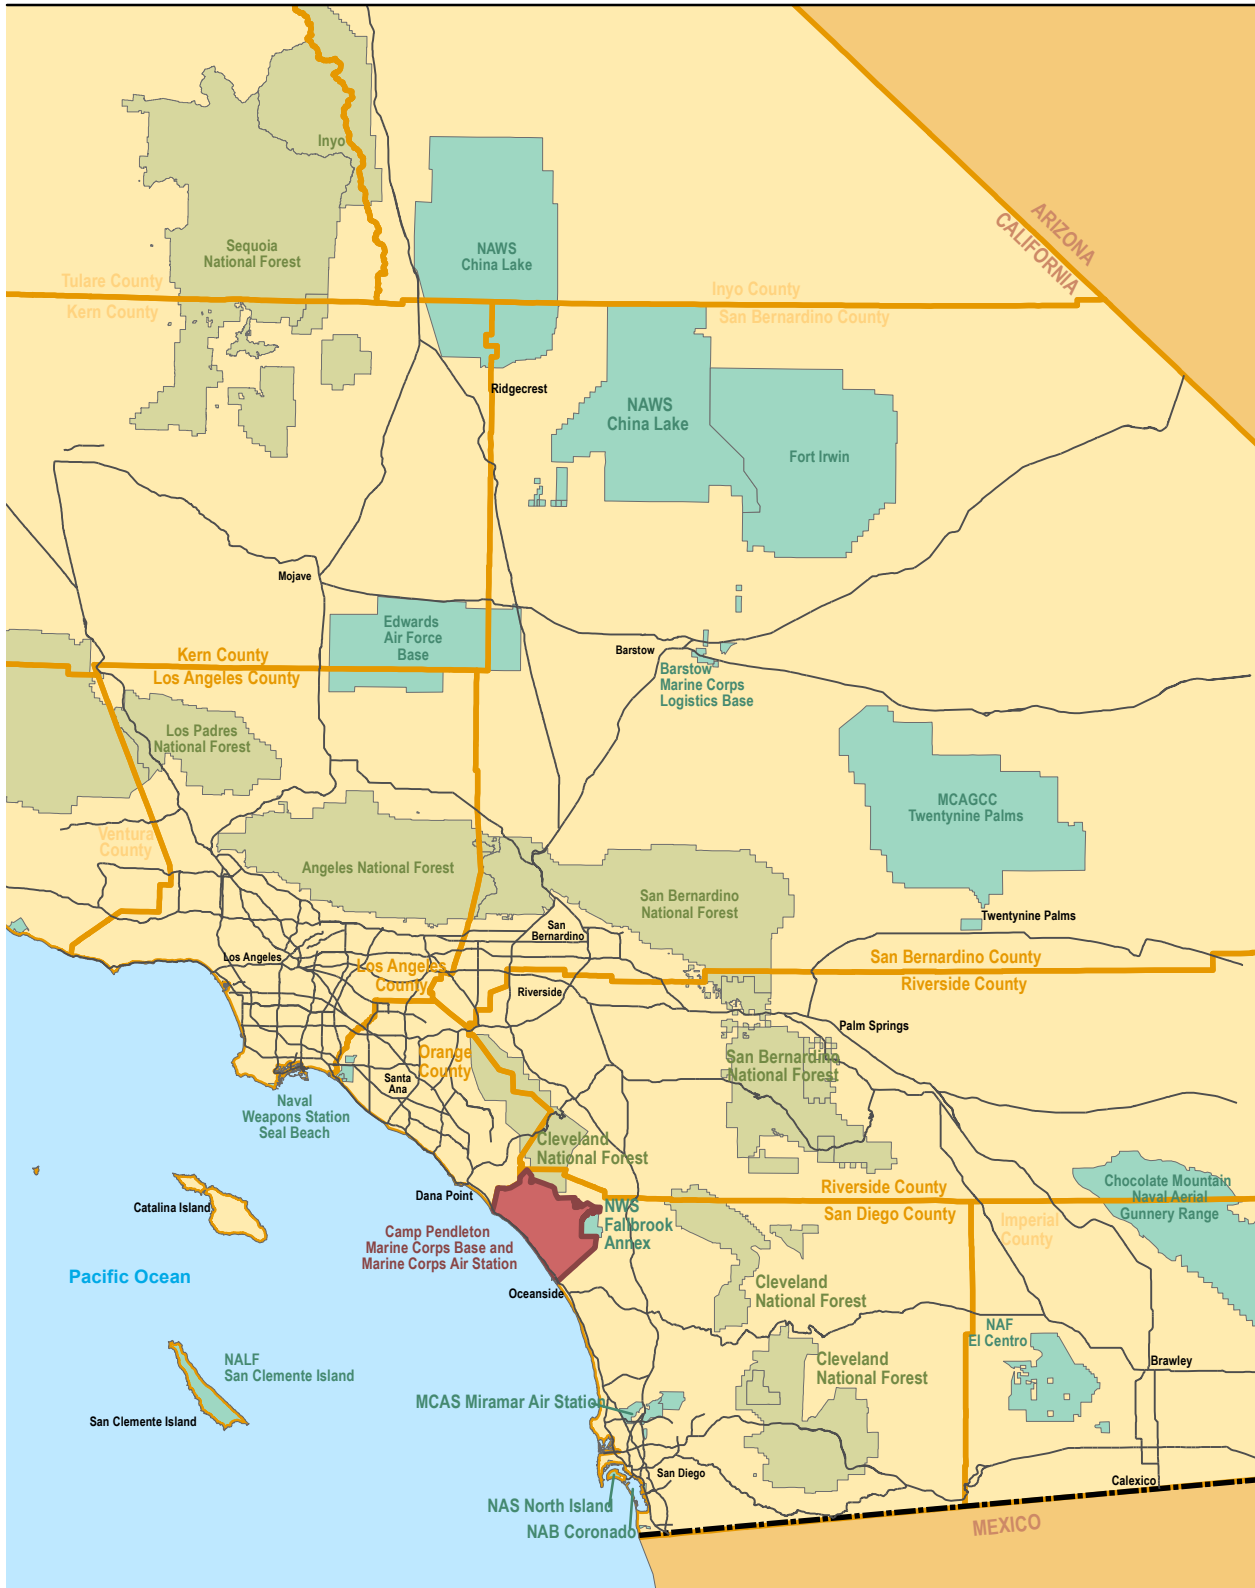 Inyo
ARIZONA
CALIFORNIA
Sequoia
National Forest
NAWS
China Lake
Tulare County
Kern County
Inyo County
San Bernardino County
Ridgecrest
NAWS
China Lake
Fort Irwin
Mojave
Edwards
Air Force
Base
Kern County
Los Angeles County
Barstow
Barstow
Marine Corps
Logistics Base
Los Padres
National Forest
MCAGCC
Twentynine Palms
Ventura
County
Angeles National Forest
San Bernardino
National Forest
Twentynine Palms
San
Bernardino
Los Angeles
Los Angeles
County
San Bernardino County
Riverside County
Riverside
Palm Springs
Orange
County
San Bernardino
National Forest
Santa
Ana
Naval
Weapons Station
Seal Beach
Cleveland
National Forest
Dana Point
Catalina Island
Riverside County
San Diego County
Chocolate Mountain
Naval Aerial
Gunnery Range
NWS
Fallbrook
Annex
Imperial
County
Camp Pendleton
Marine Corps Base and
Marine Corps Air Station
Pacific Ocean
Oceanside
Cleveland
National Forest
NAF
El Centro
NALF
San Clemente Island
Cleveland
National Forest
Brawley
MCAS Miramar Air Station
San Clemente Island
San Diego
Calexico
NAS North Island
NAB Coronado
MEXICO